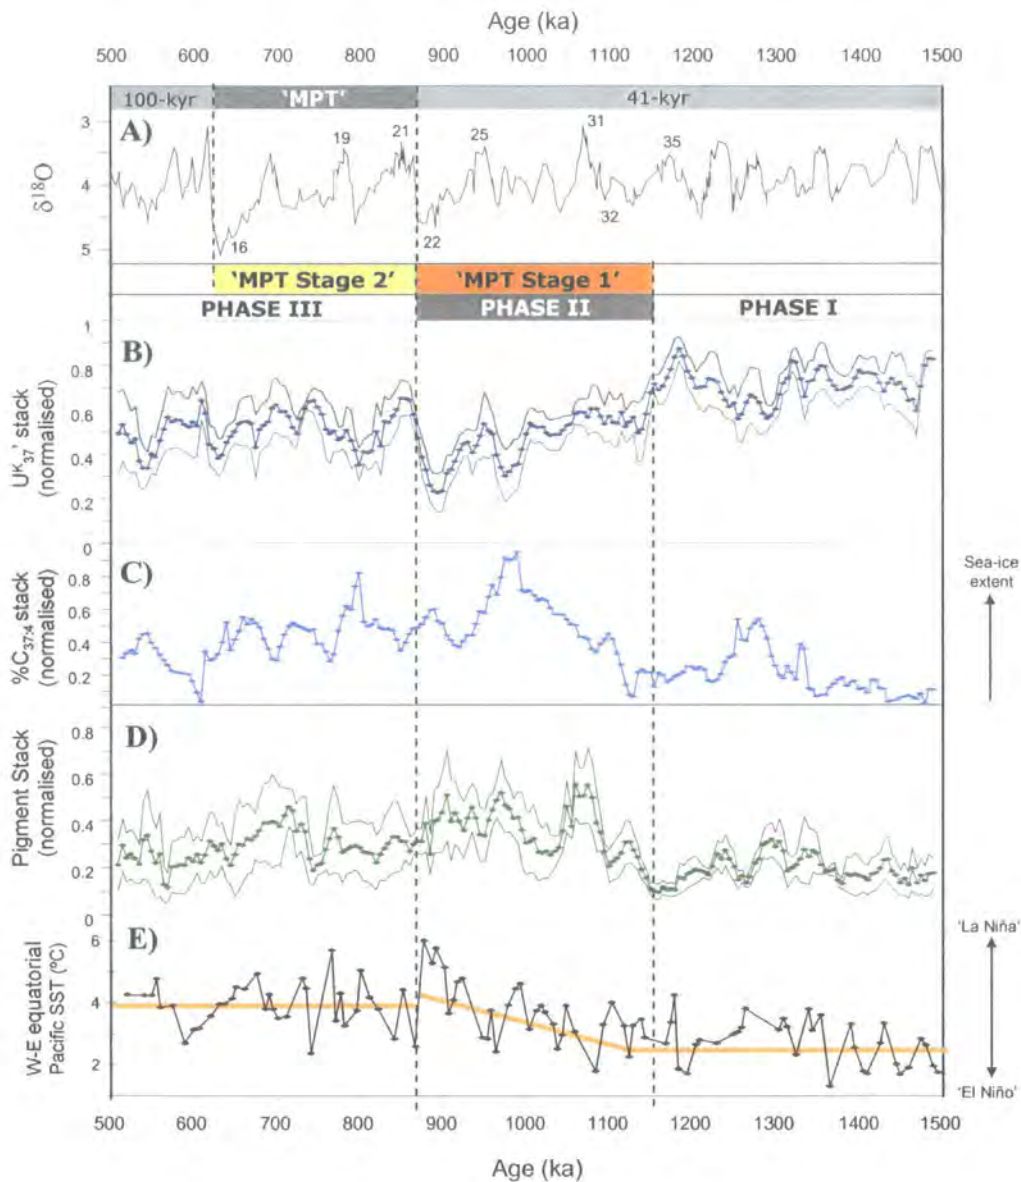 Age (ka)
500 600 700 800 900 1000 1100 1200 1300 1400 1500
100-kyr 'MPT' 41-kyr
A)
3
4
5
δ18O
16 19 21 22 25 31 32 35
'MPT Stage 2' 'MPT Stage 1'
PHASE III PHASE II PHASE I
B)
1
0.8
0.6
0.4
0.2
0
UK37' stack
(normalised)
C)
0.8
0.6
0.4
0.2
%C37:4 stack
(normalised)
Sea-ice
extent
D)
0.8
0.6
0.4
0.2
0
Pigment Stack
(normalised)
E)
6
4
2
W-E equatorial
Pacific SST (ºC)
'La Niña'
'El Niño'
500 600 700 800 900 1000 1100 1200 1300 1400 1500
Age (ka)